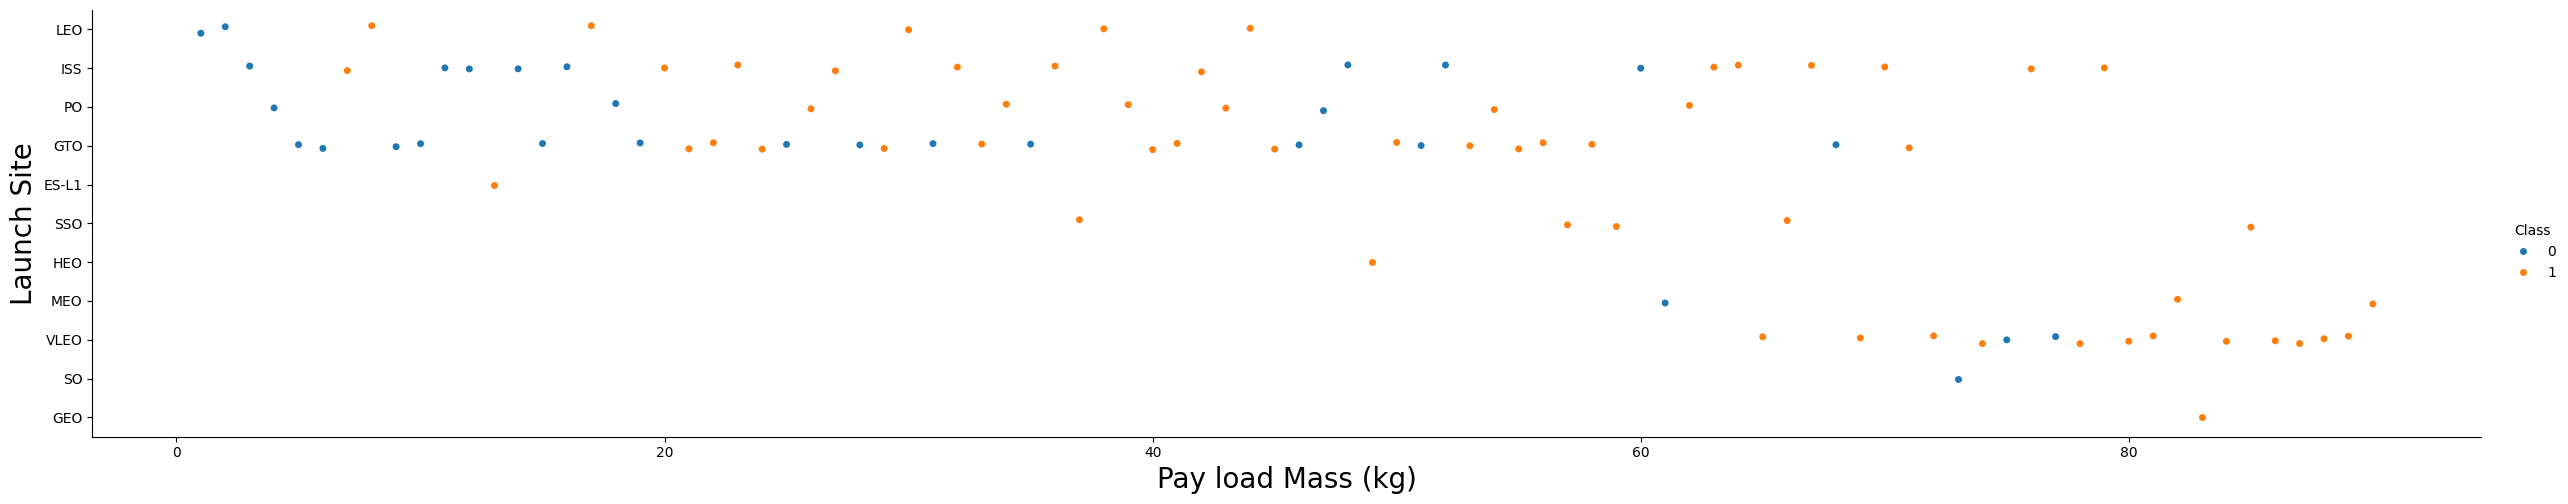 LEO
ISS
PO
GTO
ES-L1
SSO
HEO
MEO
VLEO
SO
GEO
Launch Site
0 20 40 60 80
Pay load Mass (kg)
Class
0
1